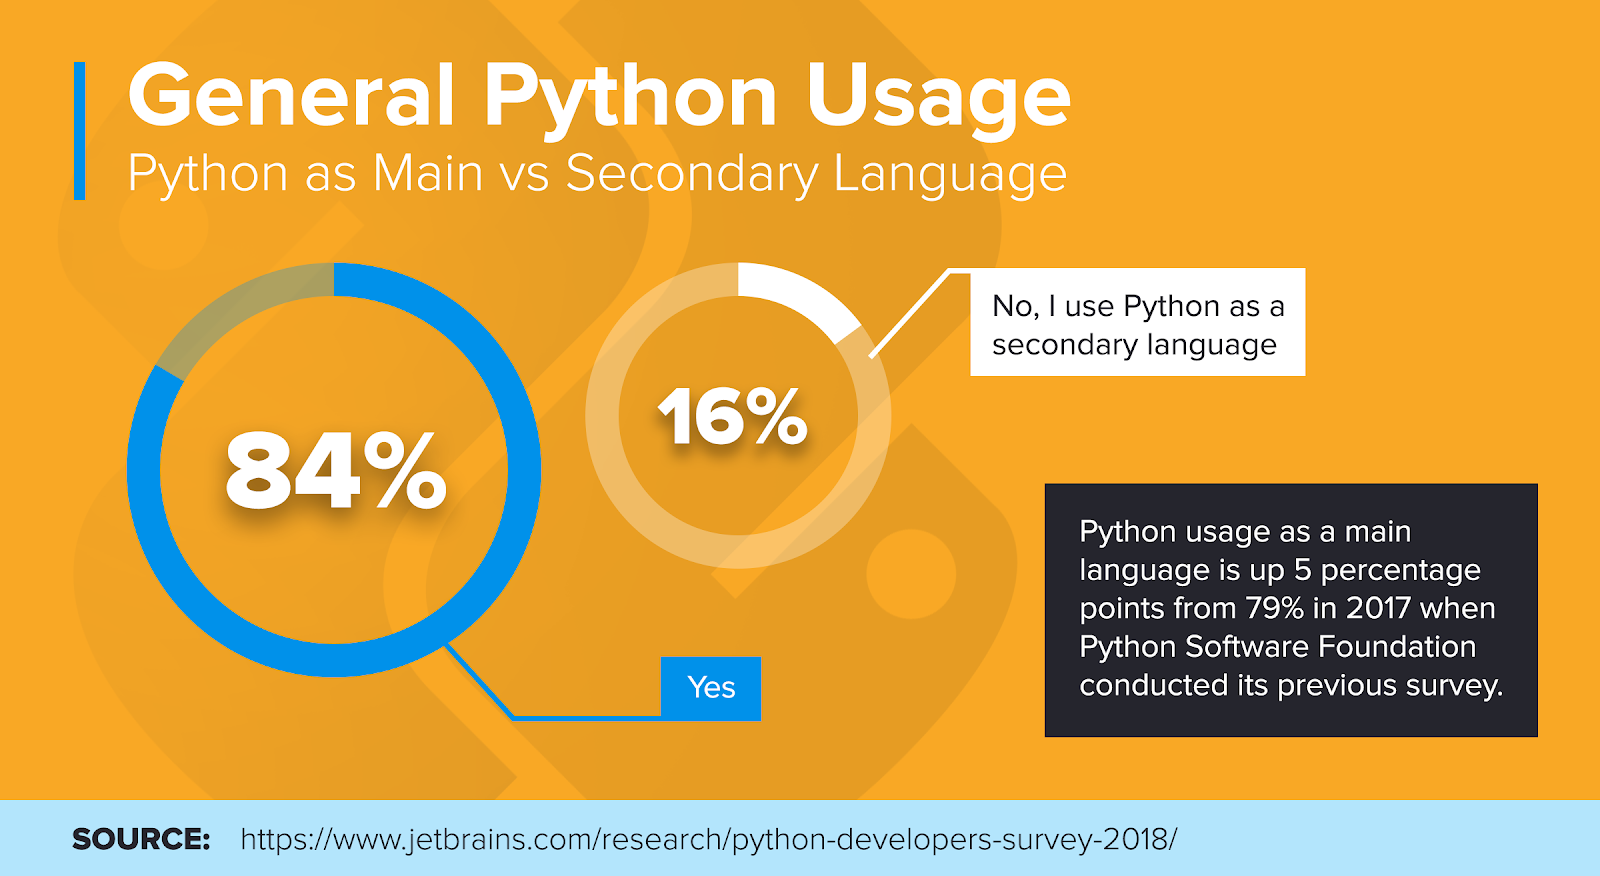 General Python Usage
Python as Main vs Secondary Language
84%
16%
No, I use Python as a
secondary language
Yes
Python usage as a main
language is up 5 percentage
points from 79% in 2017 when
Python Software Foundation
conducted its previous survey.
SOURCE: https://www.jetbrains.com/research/python-developers-survey-2018/